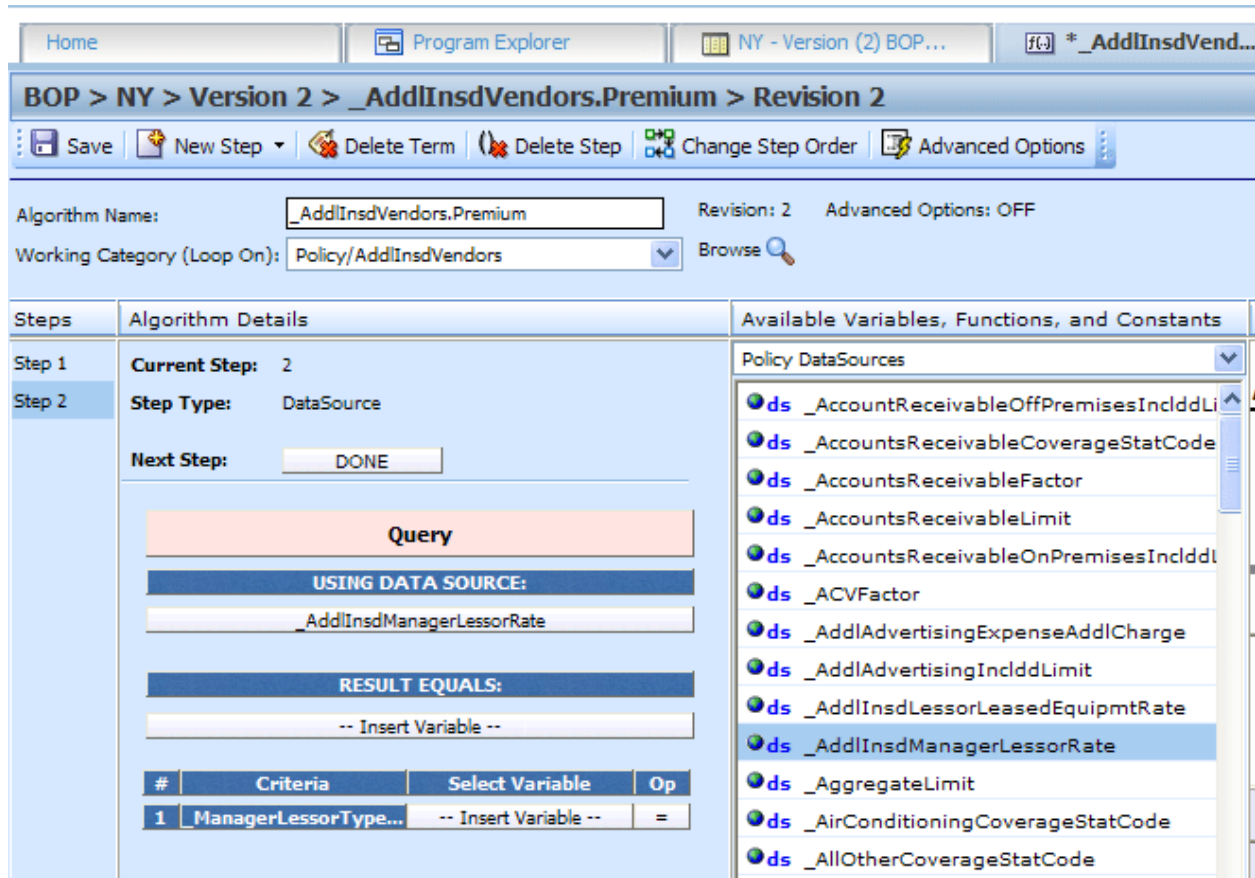 Home Program Explorer NY - Version (2) BOP... f(.) *_AddlInsdVend...
BOP > NY > Version 2 > _AddlInsdVendors.Premium > Revision 2
Save New Step Delete Term Delete Step Change Step Order Advanced Options
Algorithm Name: _AddlInsdVendors.Premium Revision: 2 Advanced Options: OFF
Working Category (Loop On): Policy/AddlInsdVendors Browse
Steps Algorithm Details Available Variables, Functions, and Constants
Step 1 Current Step: 2 Policy DataSources
Step 2 Step Type: DataSource ds _AccountReceivableOffPremisesInclddLi
ds _AccountsReceivableCoverageStatCode
Next Step: DONE ds _AccountsReceivableFactor
ds _AccountsReceivableLimit
Query
ds _AccountsReceivableOnPremisesInclddL
USING DATA SOURCE: ds _ACVFactor
_AddlInsdManagerLessorRate ds _AddlAdvertisingExpenseAddlCharge
ds _AddlAdvertisingInclddLimit
RESULT EQUALS:
ds _AddlInsdLessorLeasedEquipmtRate
-- Insert Variable --
ds _AddlInsdManagerLessorRate
# Criteria Select Variable Op ds _AggregateLimit
1 _ManagerLessorType... -- Insert Variable -- = ds _AirConditioningCoverageStatCode
ds _AllOtherCoverageStatCode